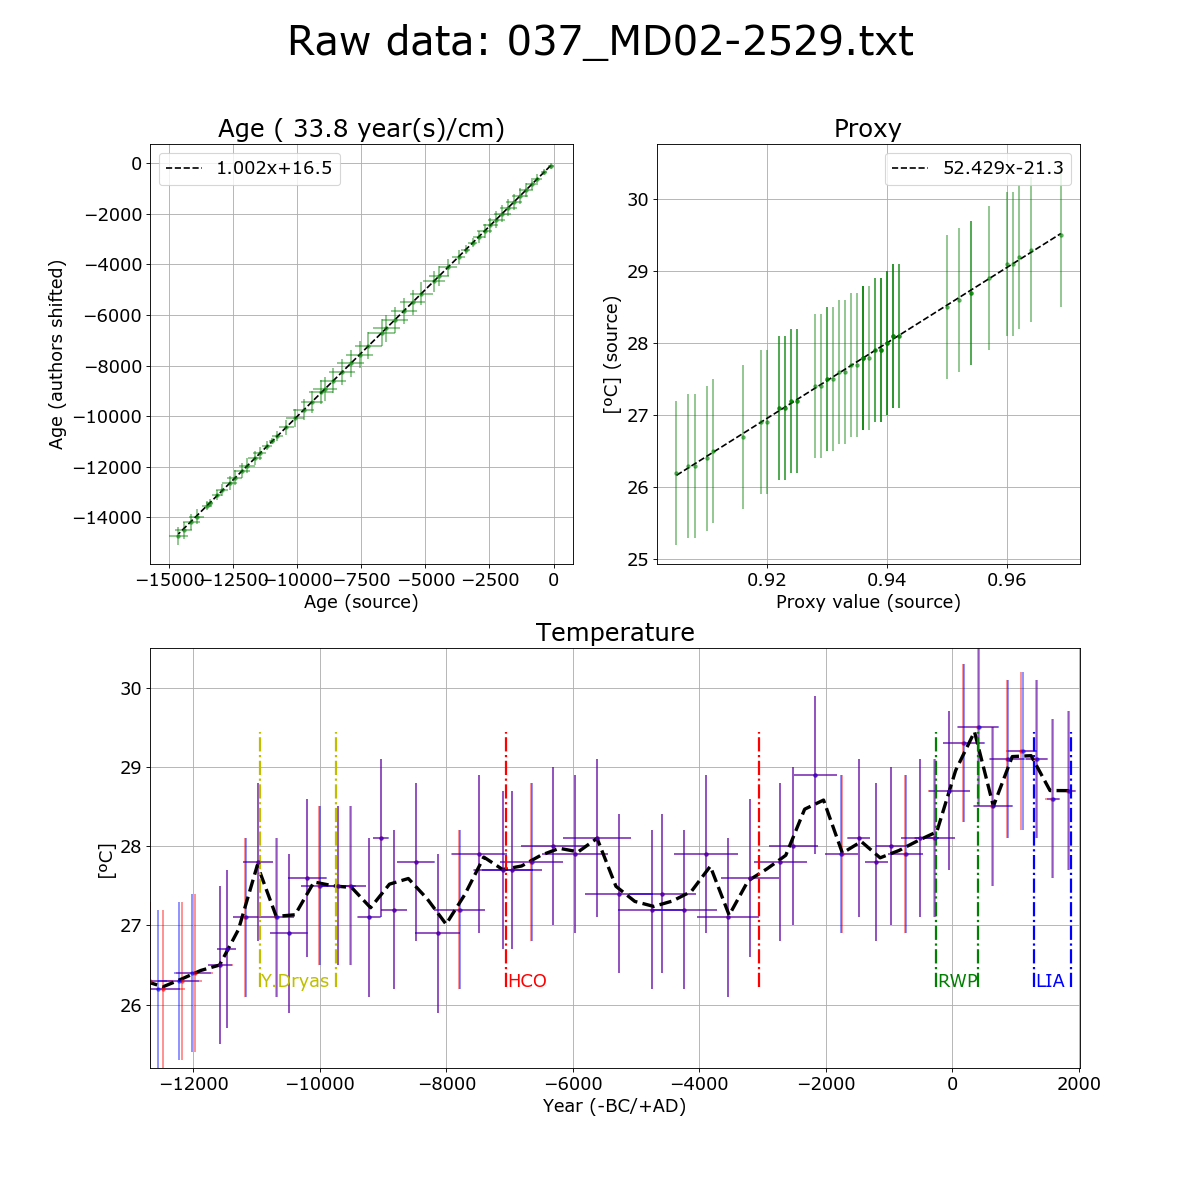 Raw data: 037_MD02-2529.txt
Age ( 33.8 year(s)/cm)
1.002x+16.5
0
−2000
−4000
−6000
−8000
−10000
−12000
−14000
Age (authors shifted)
−15000
−12500
−10000
−7500
−5000
−2500
0
Age (source)
Proxy
52.429x-21.3
30
29
28
27
26
25
[ºC] (source)
0.92
0.94
0.96
Proxy value (source)
Temperature
30
29
28
27
26
[ºC]
Y.Dryas
HCO
RWP
LIA
−12000
−10000
−8000
−6000
−4000
−2000
0
2000
Year (-BC/+AD)